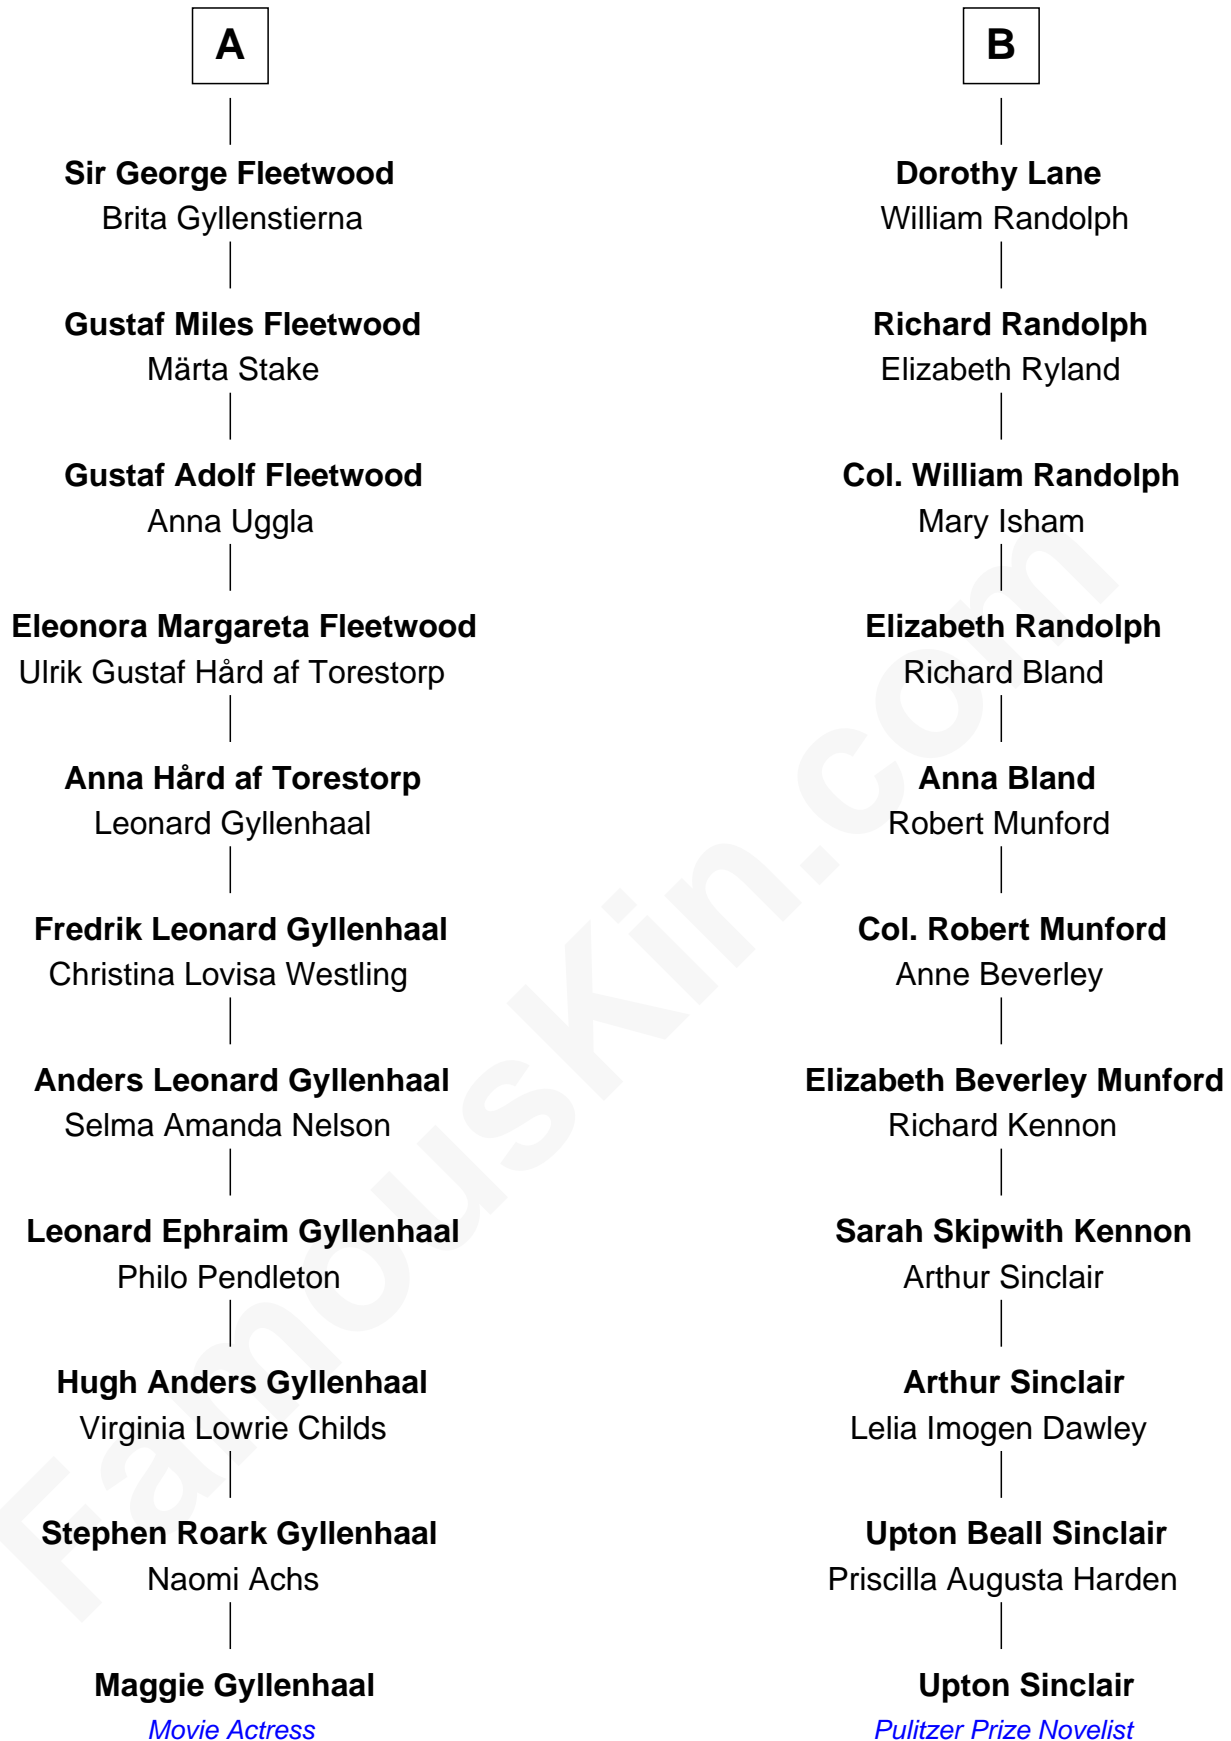 A
Sir George Fleetwood
Brita Gyllenstierna
Gustaf Miles Fleetwood
Märta Stake
Gustaf Adolf Fleetwood
Anna Uggla
Eleonora Margareta Fleetwood
Ulrik Gustaf Hård af Torestorp
Anna Hård af Torestorp
Leonard Gyllenhaal
Fredrik Leonard Gyllenhaal
Christina Lovisa Westling
Anders Leonard Gyllenhaal
Selma Amanda Nelson
Leonard Ephraim Gyllenhaal
Philo Pendleton
Hugh Anders Gyllenhaal
Virginia Lowrie Childs
Stephen Roark Gyllenhaal
Naomi Achs
Maggie Gyllenhaal
Movie Actress
B
Dorothy Lane
William Randolph
Richard Randolph
Elizabeth Ryland
Col. William Randolph
Mary Isham
Elizabeth Randolph
Richard Bland
Anna Bland
Robert Munford
Col. Robert Munford
Anne Beverley
Elizabeth Beverley Munford
Richard Kennon
Sarah Skipwith Kennon
Arthur Sinclair
Arthur Sinclair
Lelia Imogen Dawley
Upton Beall Sinclair
Priscilla Augusta Harden
Upton Sinclair
Pulitzer Prize Novelist
FamousKin.com